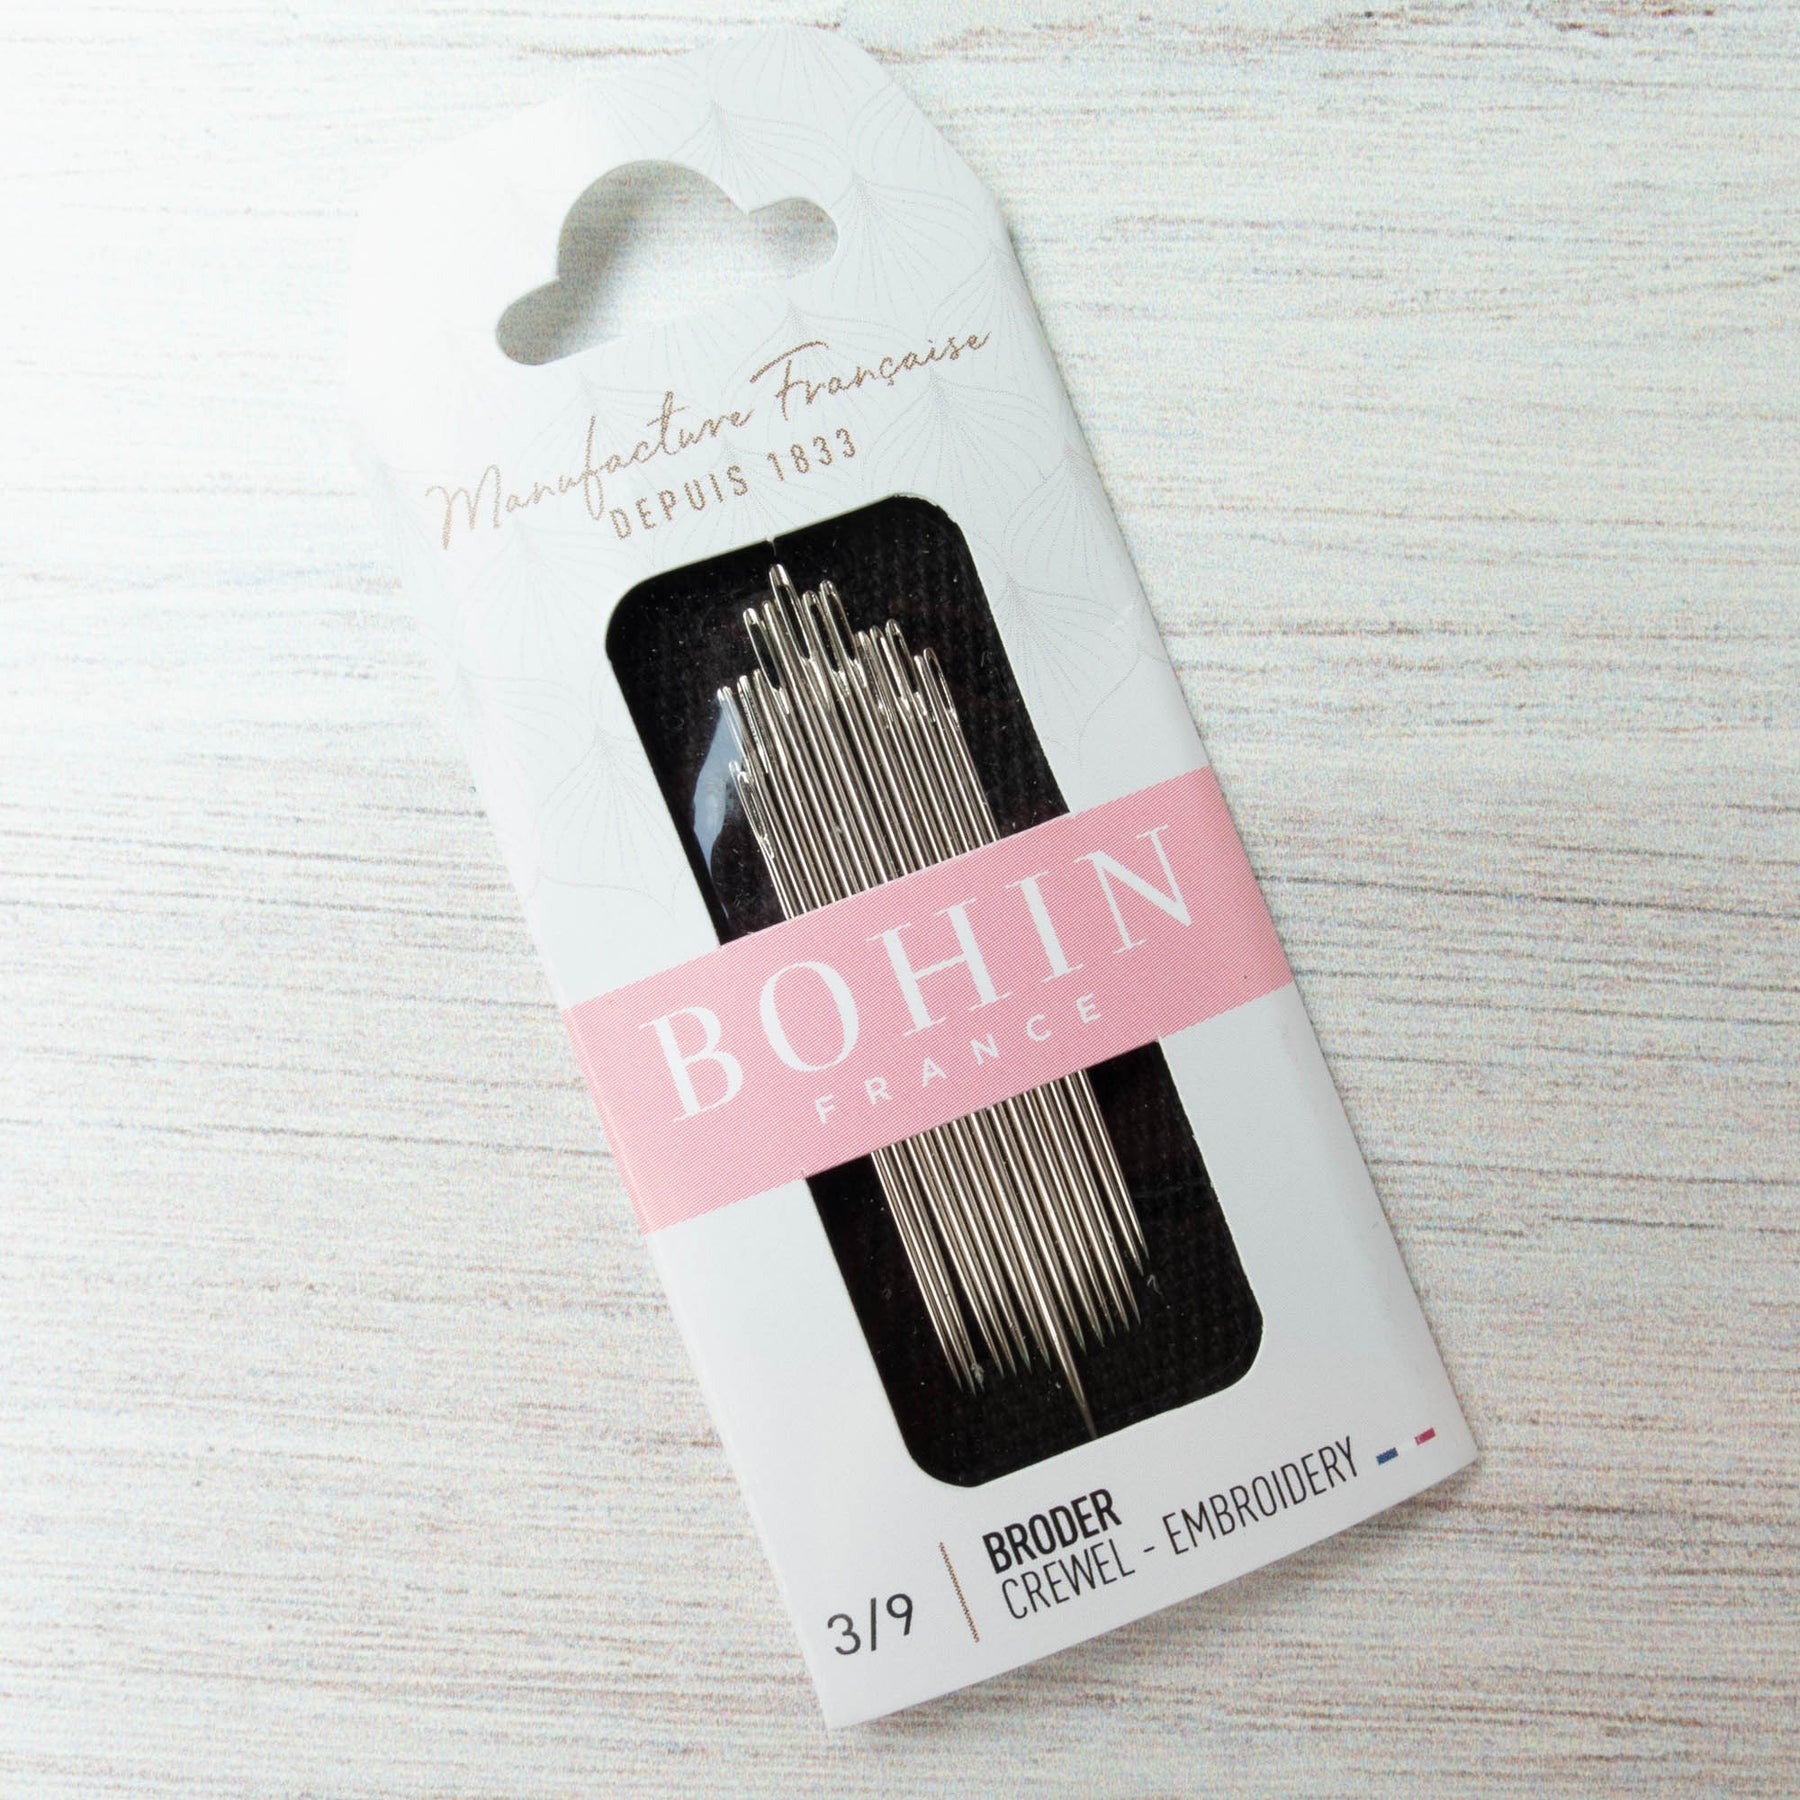 Manufacture Française
DEPUIS 1833
BOHIN
FRANCE
BRODER
3/9 CREWEL - EMBROIDERY